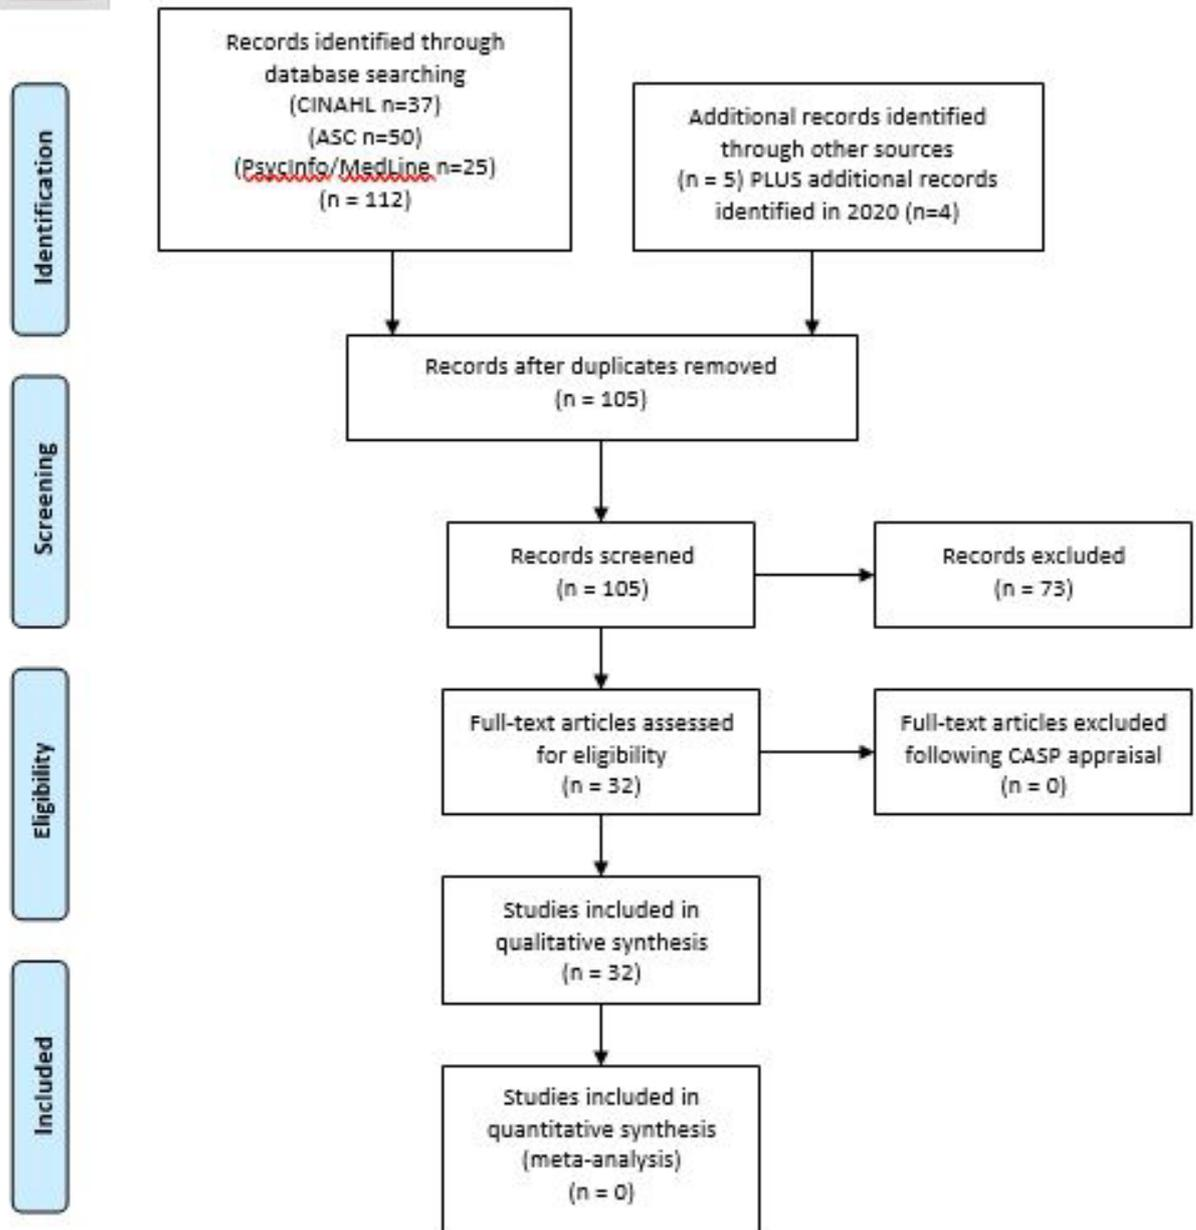 Identification
Records identified through
database searching
(CINAHL n=37)
(ASC n=50)
(PsycInfo/MedLine n=25)
(n = 112)
Additional records identified
through other sources
(n = 5) PLUS additional records
identified in 2020 (n=4)
Records after duplicates removed
(n = 105)
Screening
Records screened
(n = 105)
Records excluded
(n = 73)
Eligibility
Full-text articles assessed
for eligibility
(n = 32)
Full-text articles excluded
following CASP appraisal
(n = 0)
Studies included in
qualitative synthesis
(n = 32)
Included
Studies included in
quantitative synthesis
(meta-analysis)
(n = 0)